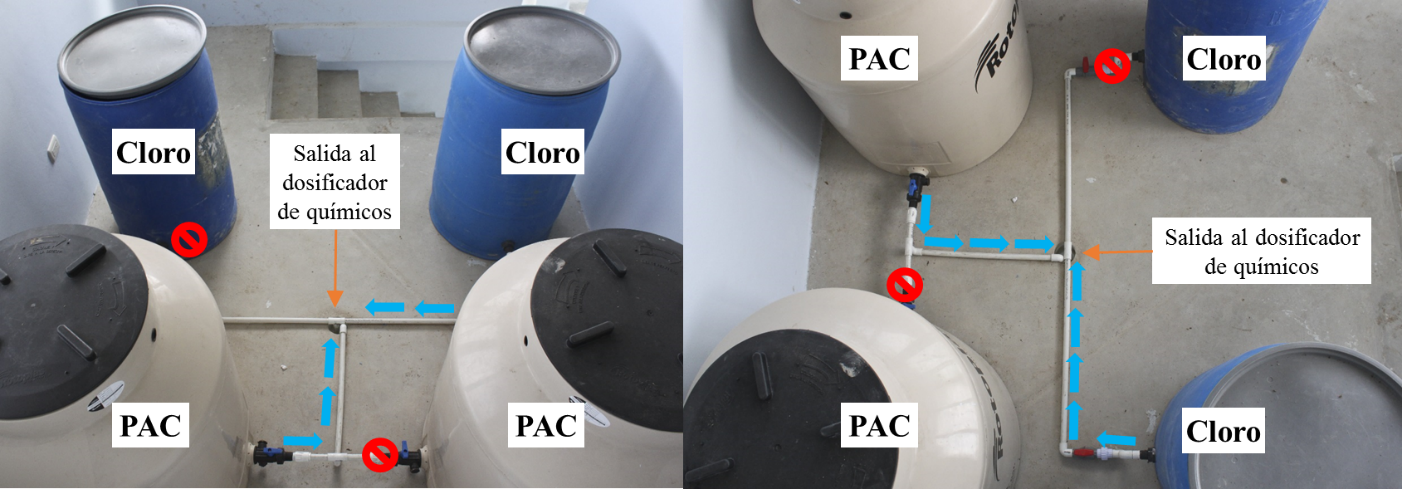 Cloro
Cloro
Salida al
dosificador
de químicos
PAC
PAC
PAC
Cloro
Salida al dosificador
de químicos
PAC
Cloro